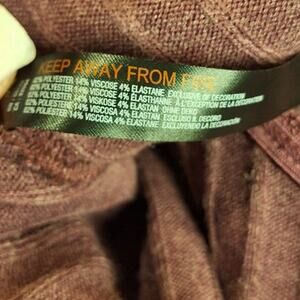 KEEP AWAY FROM FIRE
82% POLYESTER 14% VISCOSE 4% ELASTANE, EXCLUSIVE OF DECORATION
82% POLYESTER 14% VISCOSE 4% ELASTHANNE, À L'EXCEPTION DE LA DÉCORATION
82% POLYESTER 14% VISKOSE 4% ELASTAN OHNE DEKO
82% POLIESTERE 14% VISCOSA 4% ELASTAN ESCLUSO IL DECORO
82% POLIÉSTER 14% VISCOSA 4% ELASTANE, EXCLUYENDO LA DECORACIÓN